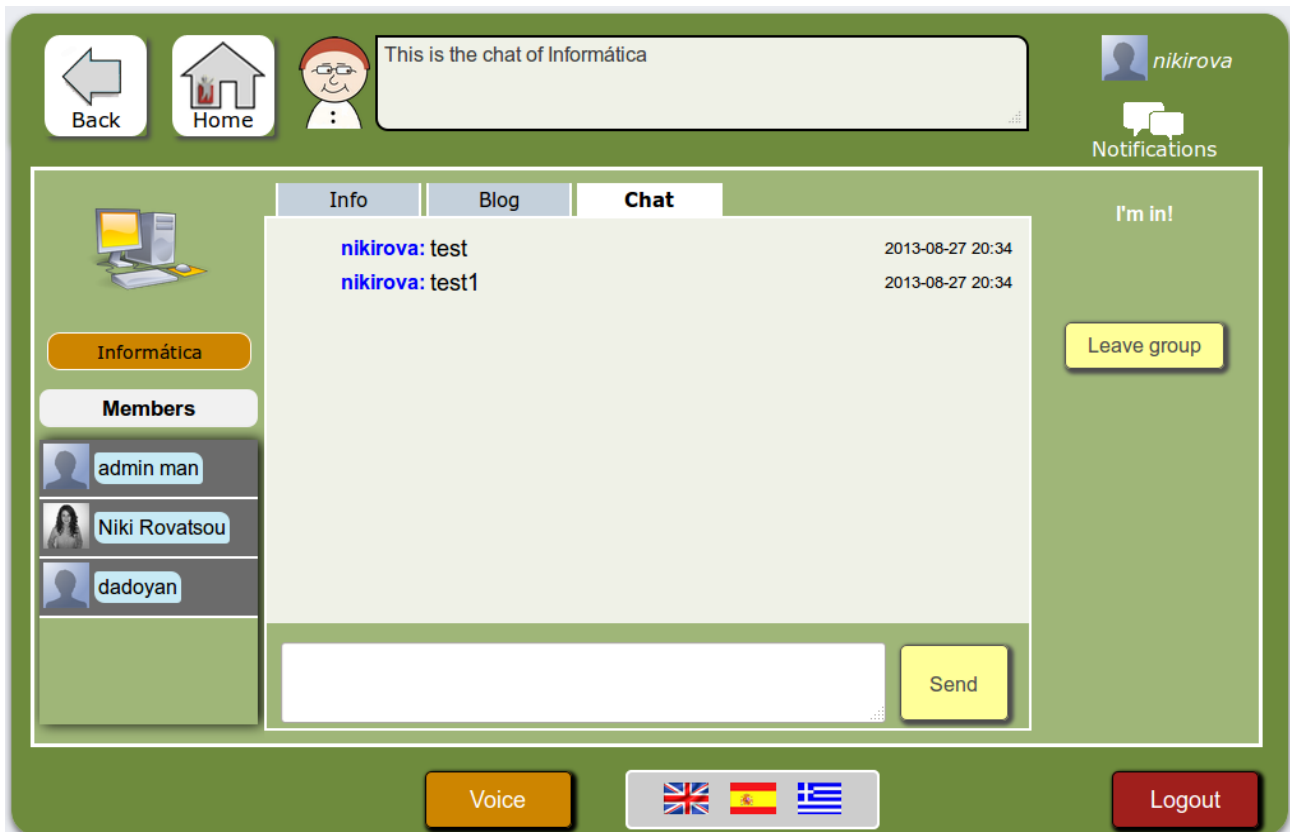 Back
Home
This is the chat of Informática
nikirova
Notifications
Info
Blog
Chat
I'm in!
nikirova: test
2013-08-27 20:34
nikirova: test1
2013-08-27 20:34
Informática
Leave group
Members
admin man
Niki Rovatsou
dadoyan
Send
Voice
Logout